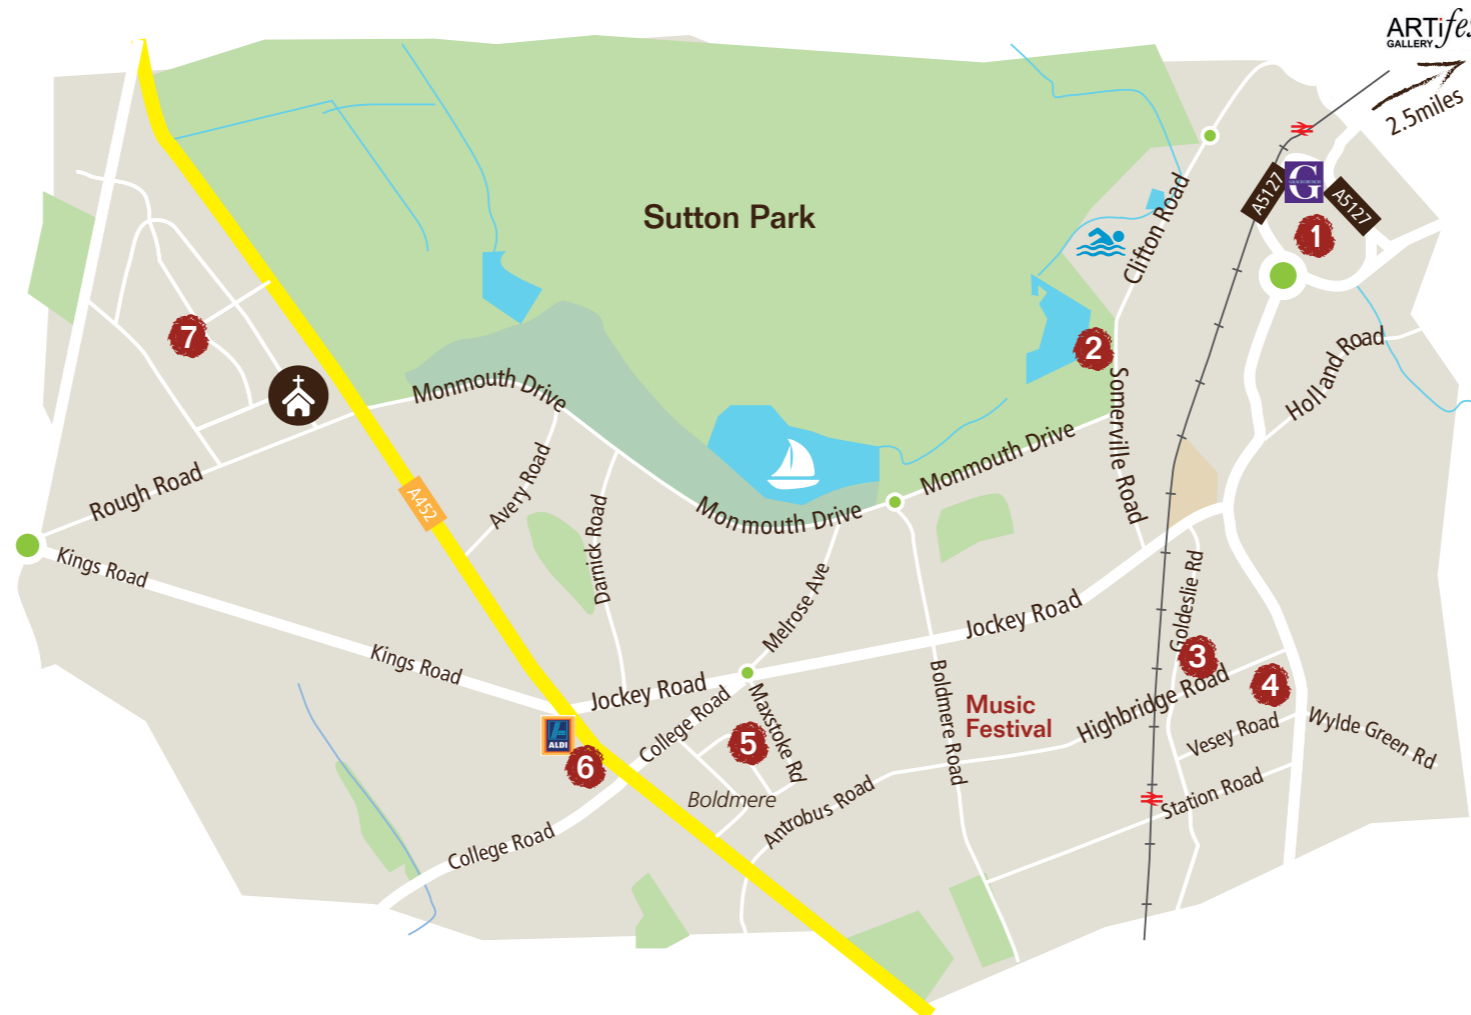 ARTifes
GALLERY
2.5miles
A5127
G
A5127
1
Sutton Park
Clifton Road
7
2
Holland Road
Monmouth Drive
Somerville Road
Monmouth Drive
Rough Road
A452
Avery Road
Darnick Road
Monmouth Drive
Kings Road
Goldeslie Rd
Melrose Ave
Jockey Road
Kings Road
3
Jockey Road
4
Boldmere Road
Music
Festival
Highbridge Road
College Road
Maxstoke Rd
5
Vesey Road
Wylde Green Rd
ALDI
6
Boldmere
Antrobus Road
Station Road
College Road